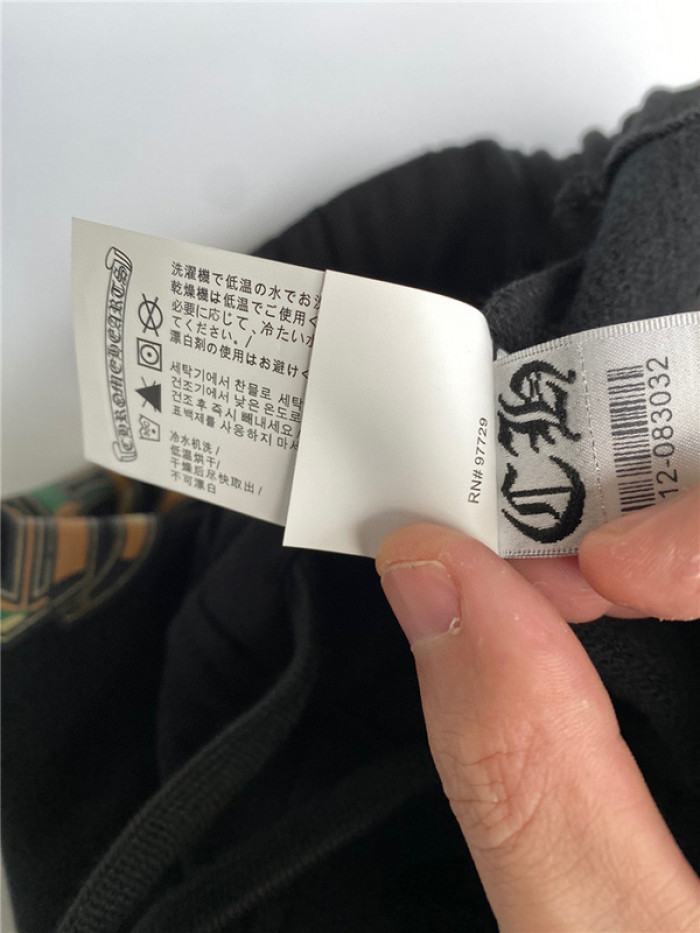 CHROME HEARTS
洗濯機で低温の水でお
乾燥機は低温でご使用く
必要に応じて、冷たい
てください。/
漂白剤の使用はお避けく
세탁기에서 찬물로 세탁
건조기에서 낮은 온도로
건조 후 즉시 빼내세요
표백제를 사용하지 마
冷水机洗/
低温烘干/
干燥后尽快取出/
不可漂白
RN# 97729
CH
12-083032